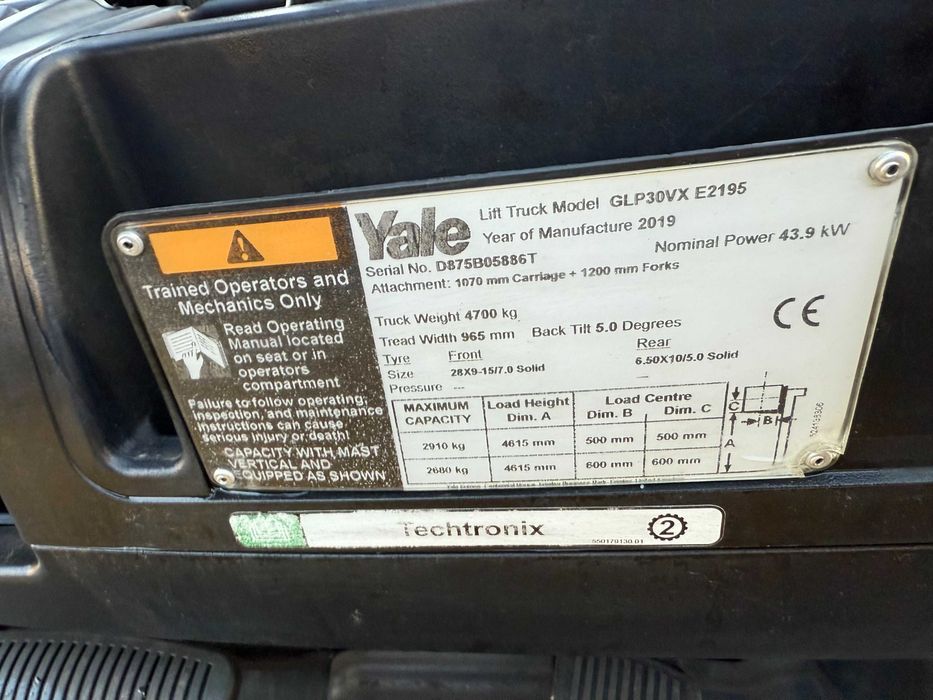 Trained Operators and
Mechanics Only
Read Operating
Manual located
on seat or in
operators
compartment
Failure to follow operating,
inspection, and maintenance
instructions can cause
serious injury or death!
CAPACITY WITH MAST
VERTICAL AND
EQUIPPED AS SHOWN
Yale
Lift Truck Model GLP30VX E2195
Year of Manufacture 2019
Nominal Power 43.9 kW
Serial No. D875B05886T
Attachment: 1070 mm Carriage + 1200 mm Forks
Truck Weight 4700 kg
Tread Width 965 mm Back Tilt 5.0 Degrees
Tyre Front Rear
Size 28X9-15/7.0 Solid 6.50X10/5.0 Solid
Pressure ---
CE
MAXIMUM CAPACITY Load Height Dim. A Load Centre Dim. B Dim. C
2910 kg 4615 mm 500 mm 500 mm
2680 kg 4615 mm 600 mm 600 mm
C
B
A
Techtronix
550170130 01
2